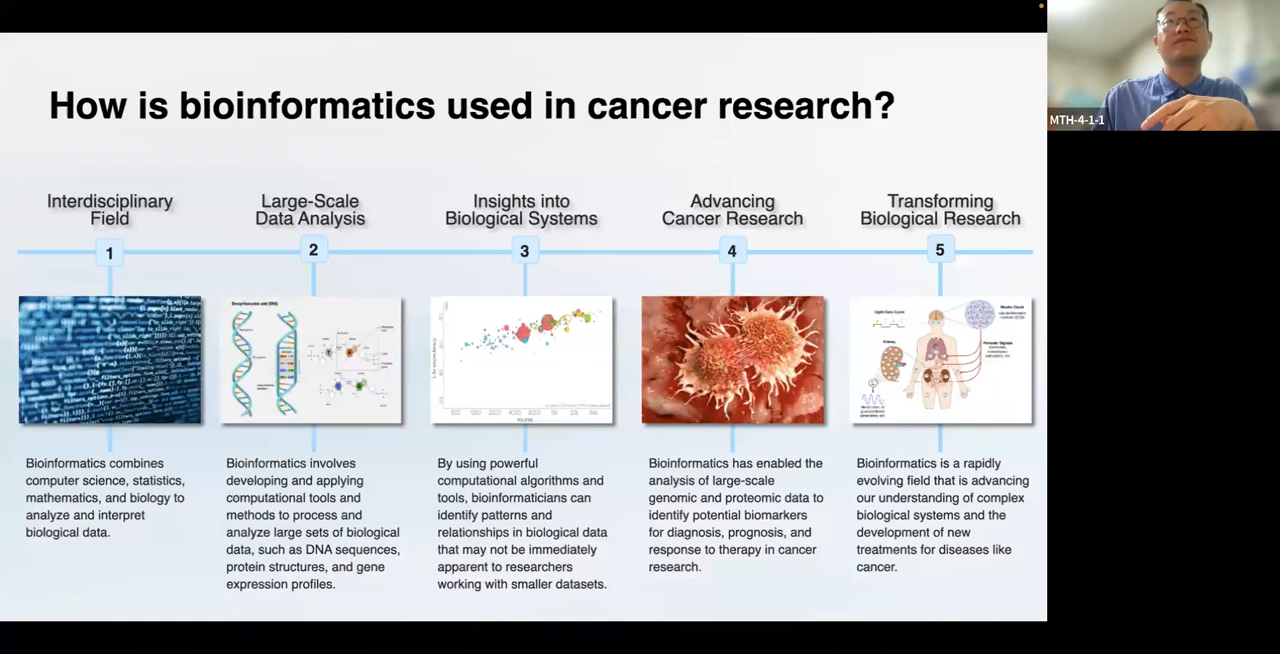 How is bioinformatics used in cancer research?
MTH-4-1-1
Interdisciplinary
Field
Large-Scale
Data Analysis
Insights into
Biological Systems
Advancing
Cancer Research
Transforming
Biological Research
1
2
3
4
5
Bioinformatics combines
computer science, statistics,
mathematics, and biology to
analyze and interpret
biological data.
Bioinformatics involves
developing and applying
computational tools and
methods to process and
analyze large sets of biological
data, such as DNA sequences,
protein structures, and gene
expression profiles.
By using powerful
computational algorithms and
tools, bioinformaticians can
identify patterns and
relationships in biological data
that may not be immediately
apparent to researchers
working with smaller datasets.
Bioinformatics has enabled the
analysis of large-scale
genomic and proteomic data to
identify potential biomarkers
for diagnosis, prognosis, and
response to therapy in cancer
research.
Bioinformatics is a rapidly
evolving field that is advancing
our understanding of complex
biological systems and the
development of new
treatments for diseases like
cancer.